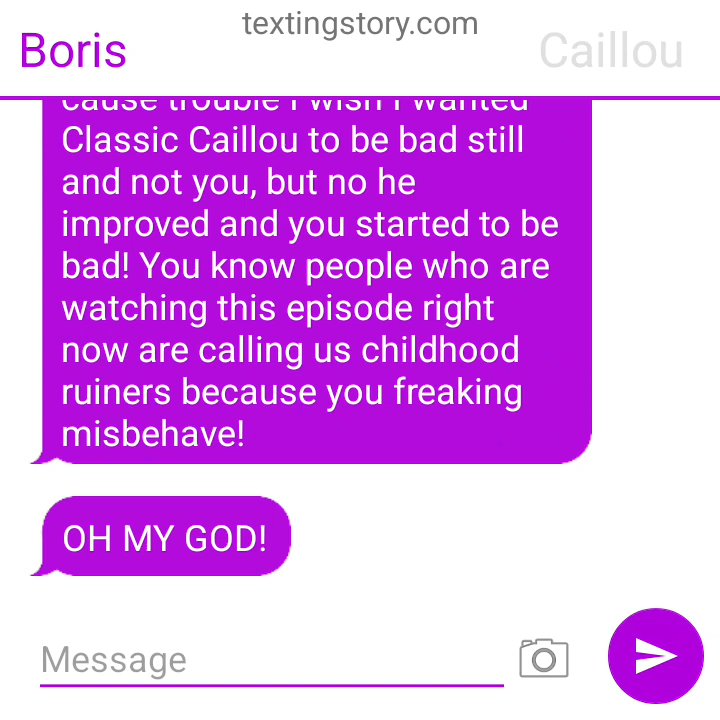 textingstory.com
Boris
Caillou
cause trouble I wish I wanted
Classic Caillou to be bad still
and not you, but no he
improved and you started to be
bad! You know people who are
watching this episode right
now are calling us childhood
ruiners because you freaking
misbehave!
OH MY GOD!
Message